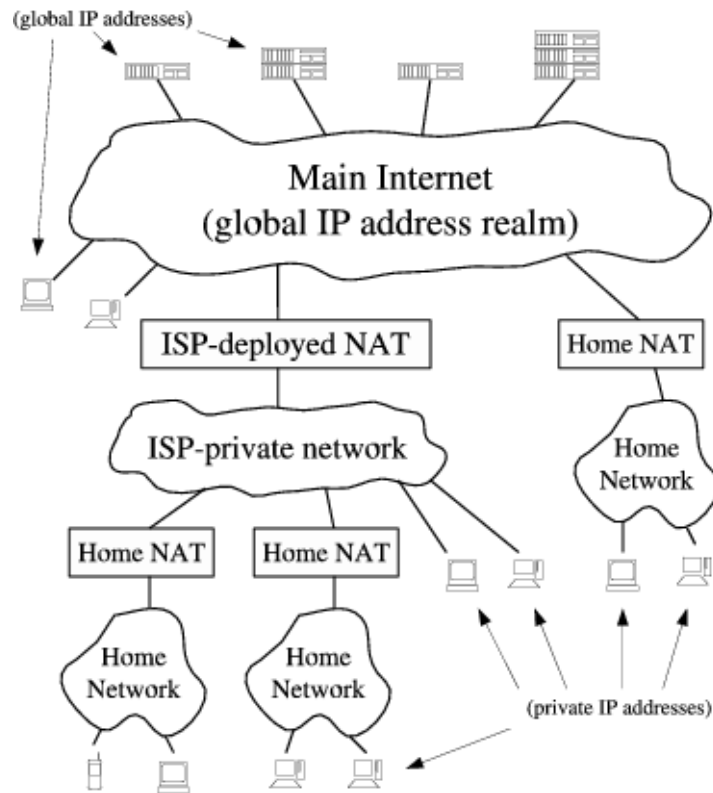 (global IP addresses)
Main Internet
(global IP address realm)
ISP-deployed NAT
Home NAT
ISP-private network
Home
Network
Home NAT
Home NAT
Home
Network
Home
Network
(private IP addresses)